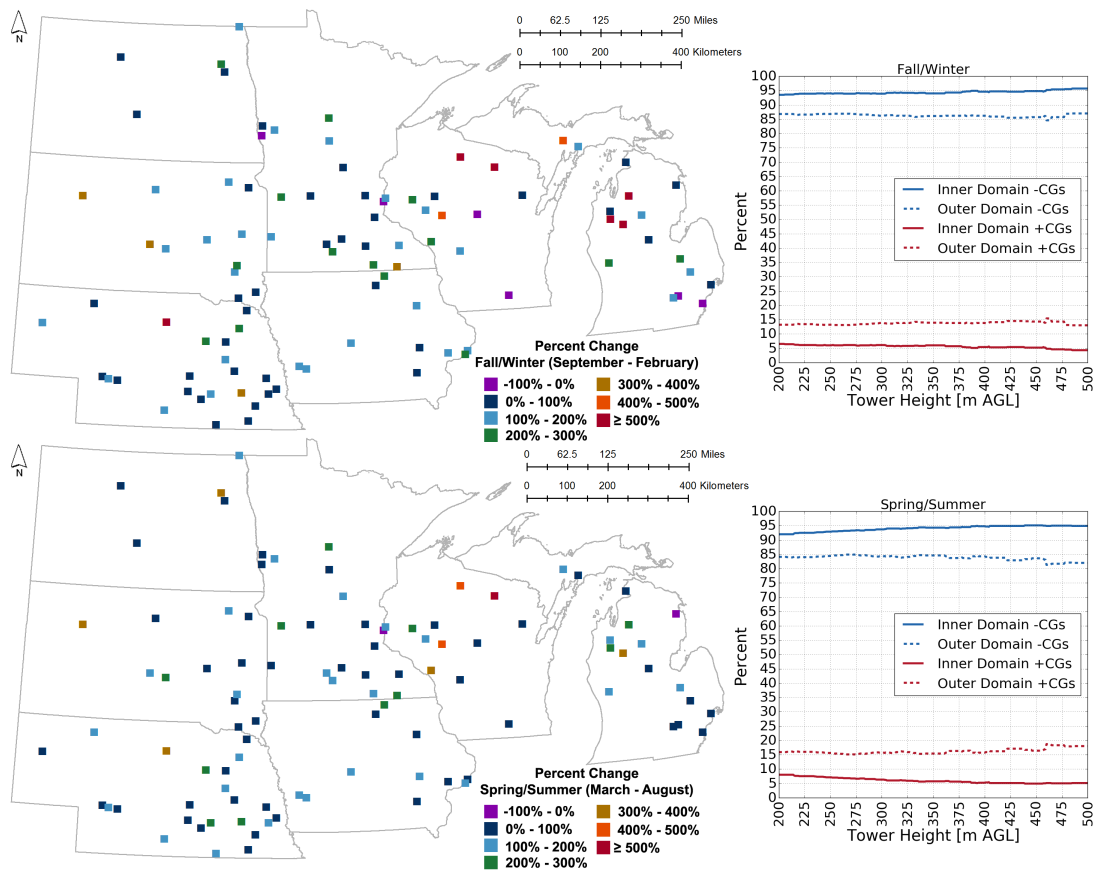 N
0 62.5 125 250 Miles
0 100 200 400 Kilometers
Percent Change
Fall/Winter (September - February)
-100% - 0% 300% - 400%
0% - 100% 400% - 500%
100% - 200% ≥ 500%
200% - 300%
Fall/Winter
100
95
90
85
80
75
70
65
60
55
50
45
40
35
30
25
20
15
10
5
0
Percent
Inner Domain -CGs
Outer Domain -CGs
Inner Domain +CGs
Outer Domain +CGs
200 225 250 275 300 325 350 375 400 425 450 475 500
Tower Height [m AGL]
N
0 62.5 125 250 Miles
0 100 200 400 Kilometers
Percent Change
Spring/Summer (March - August)
-100% - 0% 300% - 400%
0% - 100% 400% - 500%
100% - 200% ≥ 500%
200% - 300%
Spring/Summer
100
95
90
85
80
75
70
65
60
55
50
45
40
35
30
25
20
15
10
5
0
Percent
Inner Domain -CGs
Outer Domain -CGs
Inner Domain +CGs
Outer Domain +CGs
200 225 250 275 300 325 350 375 400 425 450 475 500
Tower Height [m AGL]